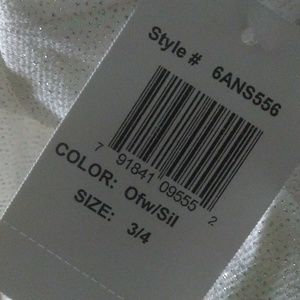 Style # 6ANS556
7 91841 09555 2
COLOR: Ofw/Sil
SIZE: 3/4